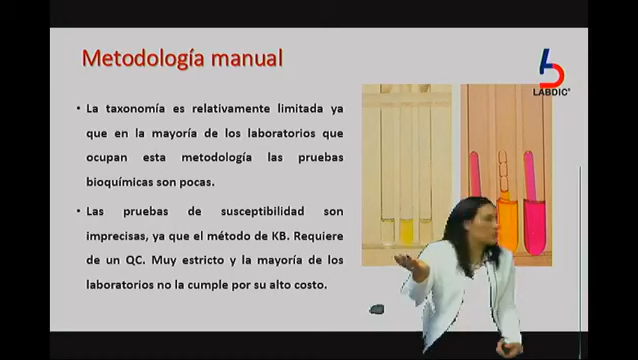 Metodología manual
LABDIC
• La taxonomía es relativamente limitada ya
que en la mayoría de los laboratorios que
ocupan esta metodología las pruebas
bioquímicas son pocas.
• Las pruebas de susceptibilidad son
imprecisas, ya que el método de KB. Requiere
de un QC. Muy estricto y la mayoría de los
laboratorios no la cumple por su alto costo.